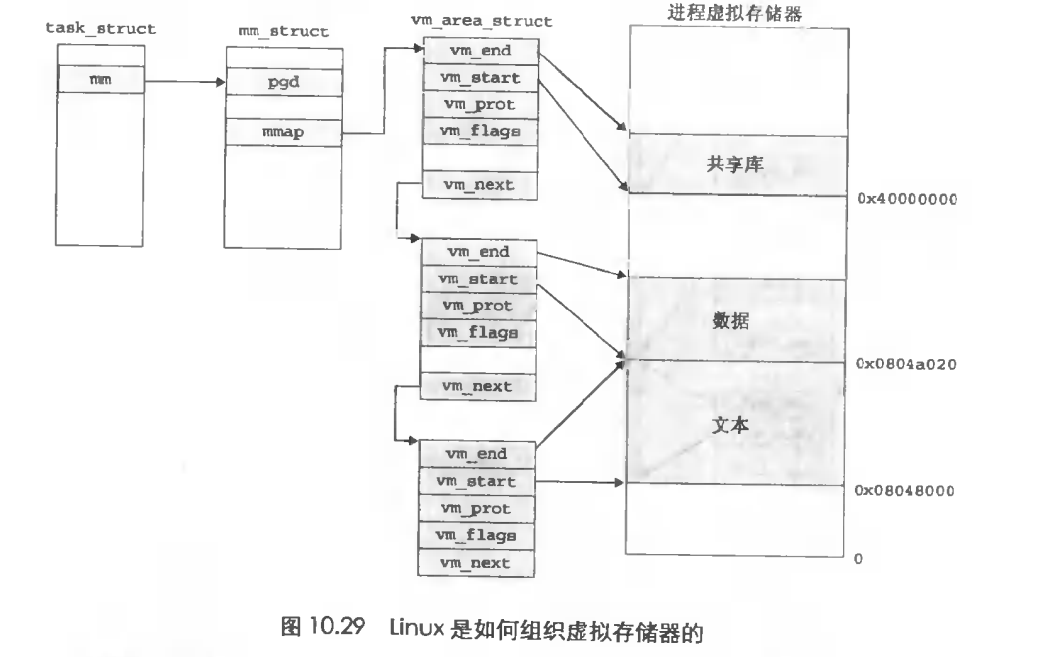 task_struct
mm
mm_struct
pgd
mmap
vm_area_struct
vm_end
vm_start
vm_prot
vm_flags
vm_next
vm_end
vm_start
vm_prot
vm_flags
vm_next
vm_end
vm_start
vm_prot
vm_flags
vm_next
进程虚拟存储器
共享库
0x40000000
数据
0x0804a020
文本
0x08048000
0
图 10.29 Linux 是如何组织虚拟存储器的